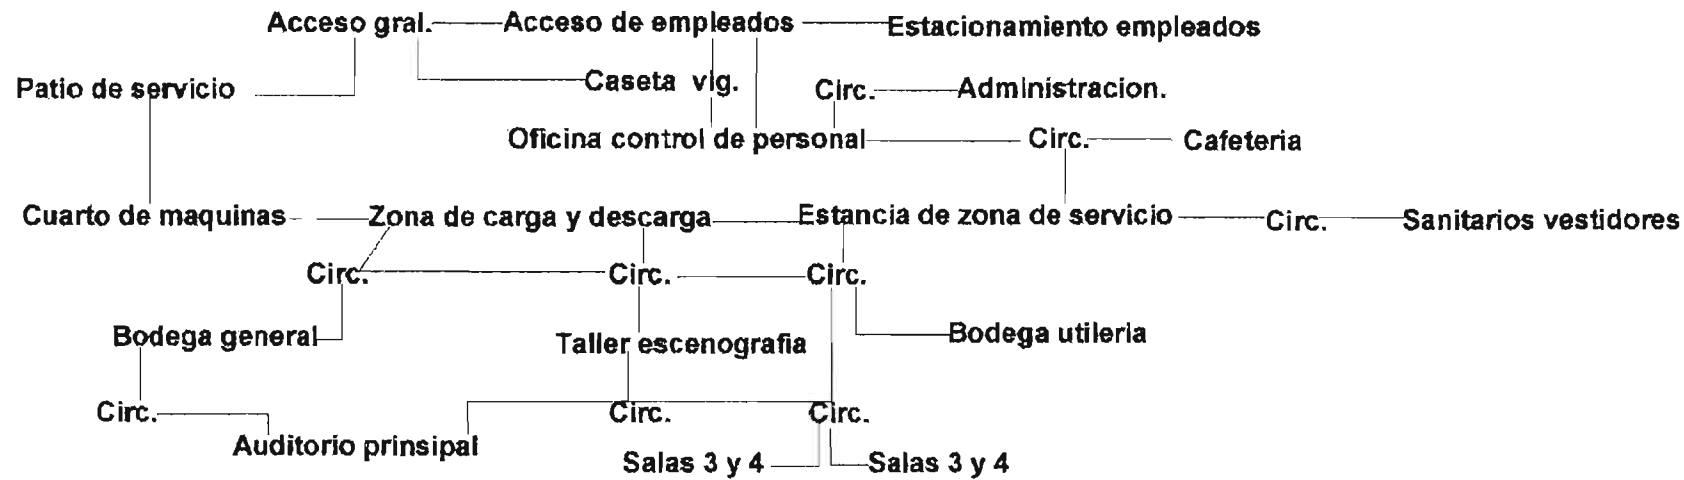 Acceso gral. Acceso de empleados Estacionamiento empleados
Patio de servicio Caseta vig. Circ. Administracion.
Oficina control de personal Circ. Cafeteria
Cuarto de maquinas Zona de carga y descarga Estancia de zona de servicio Circ. Sanitarios vestidores
Circ. Circ. Circ.
Bodega general Taller escenografia Bodega utileria
Circ. Circ. Circ.
Auditorio prinsipal
Salas 3 y 4 Salas 3 y 4